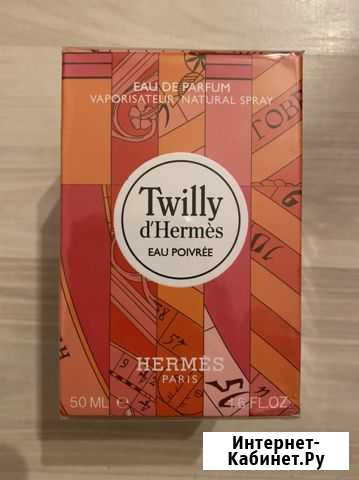 EAU DE PARFUM
VAPORISATEUR NATURAL SPRAY
Twilly
d'Hermès
EAU POIVRÉE
HERMÈS
PARIS
50 ML ℮ 1.6 FL.OZ
Интернет-
Кабинет.Ру